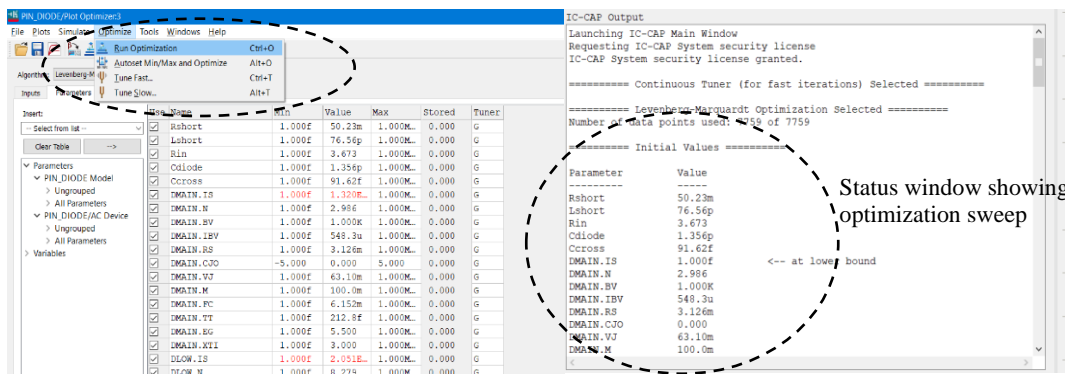 PIN_DIODE/Plot Optimizer:3
File Plots Simulate Optimize Tools Windows Help
Run Optimization Ctrl+O
Autoset Min/Max and Optimize Alt+O
Tune Fast... Ctrl+T
Tune Slow... Alt+T
Algorithm: Levenberg-M
Inputs Parameters
Insert:
-- Select from list --
Clear Table -->
Parameters
PIN_DIODE Model
Ungrouped
All Parameters
PIN_DIODE/AC Device
Ungrouped
All Parameters
Variables
Use Name Min Value Max Stored Tuner
Rshort 1.000f 50.23m 1.000M... 0.000 G
Lshort 1.000f 76.56p 1.000M... 0.000 G
Rin 1.000f 3.673 1.000M... 0.000 G
Cdiode 1.000f 1.356p 1.000M... 0.000 G
Ccross 1.000f 91.62f 1.000M... 0.000 G
DMAIN.IS 1.000f 1.320E... 1.000M... 0.000 G
DMAIN.N 1.000f 2.986 1.000M... 0.000 G
DMAIN.BV 1.000f 1.000K 1.000M... 0.000 G
DMAIN.IBV 1.000f 548.3u 1.000M... 0.000 G
DMAIN.RS 1.000f 3.126m 1.000M... 0.000 G
DMAIN.CJO -5.000 0.000 5.000 0.000 G
DMAIN.VJ 1.000f 63.10m 1.000M... 0.000 G
DMAIN.M 1.000f 100.0m 1.000M... 0.000 G
DMAIN.FC 1.000f 6.152m 1.000M... 0.000 G
DMAIN.TT 1.000f 212.8f 1.000M... 0.000 G
DMAIN.EG 1.000f 5.500 1.000M... 0.000 G
DMAIN.XTI 1.000f 3.000 1.000M... 0.000 G
DLOW.IS 1.000f 2.051E... 1.000M... 0.000 G
DLOW.N 1.000f 8.279 1.000M 0.000 G
IC-CAP Output
Launching IC-CAP Main Window
Requesting IC-CAP System security license
IC-CAP System security license granted.
========== Continuous Tuner (for fast iterations) Selected ==========
========== Levenberg-Marquardt Optimization Selected ==========
Number of data points used: 7759 of 7759
========== Initial Values ==========
Parameter Value
--------- -----
Rshort 50.23m
Lshort 76.56p
Rin 3.673
Cdiode 1.356p
Ccross 91.62f
DMAIN.IS 1.000f <-- at lower bound
DMAIN.N 2.986
DMAIN.BV 1.000K
DMAIN.IBV 548.3u
DMAIN.RS 3.126m
DMAIN.CJO 0.000
DMAIN.VJ 63.10m
DMAIN.M 100.0m
Status window showing
optimization sweep